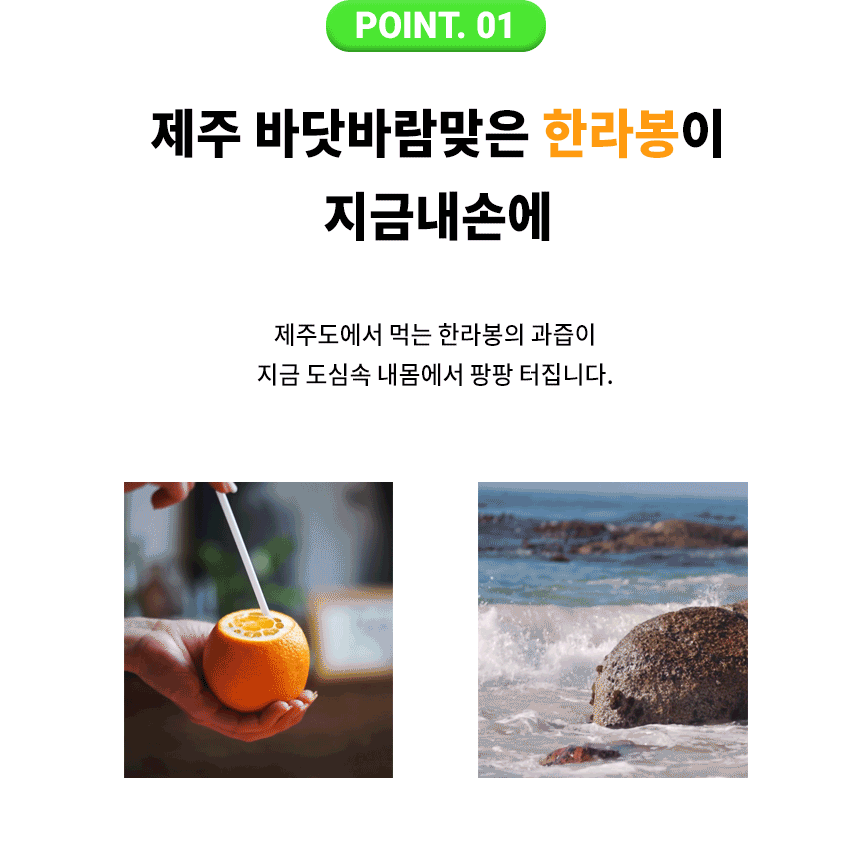 POINT. 01
제주 바닷바람맞은 한라봉이
지금내손에
제주도에서 먹는 한라봉의 과즙이
지금 도심속 내몸에서 팡팡 터집니다.